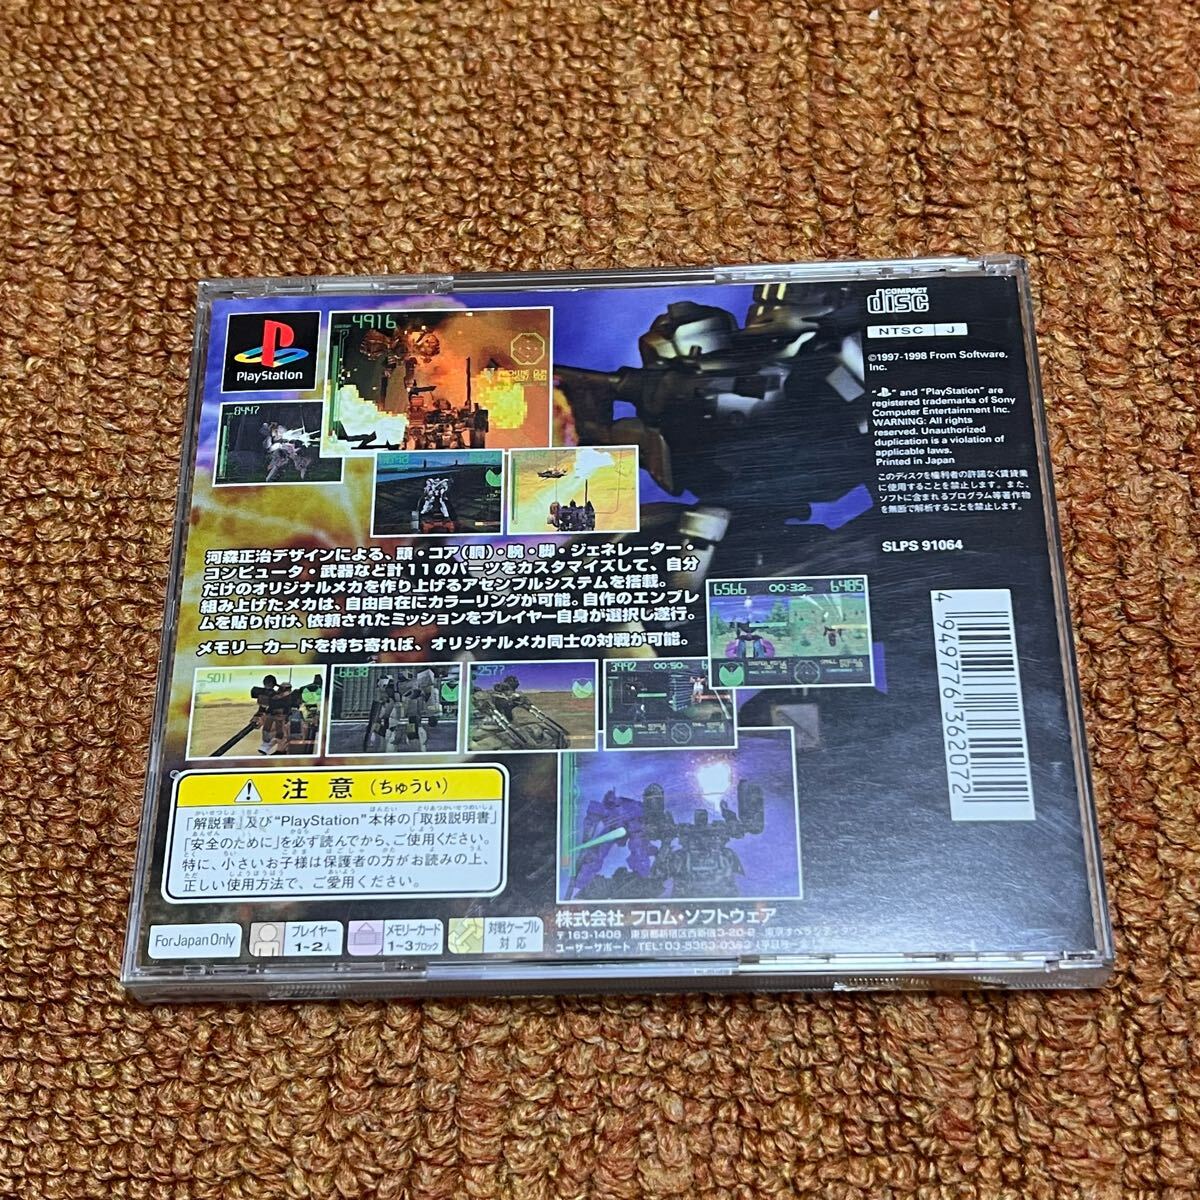 COMPACT
disc
NTSC J
©1997-1998 From Software, Inc.
"PS" and "PlayStation" are
registered trademarks of Sony
Computer Entertainment Inc.
WARNING: All rights
reserved. Unauthorized
duplication is a violation of
applicable laws.
Printed in Japan
このディスクを権利者の許諾なく賃貸業
に使用することを禁止します。また、
ソフトに含まれるプログラム等著作物
を無断で解析することを禁止します。
SLPS 91064
4 949776 362072
PlayStation
4916
8447
河森正治デザインによる、頭・コア(胴)・腕・脚・ジェネレーター・
コンピュータ・武器など計11のパーツをカスタマイズして、自分
だけのオリジナルメカを作り上げるアセンブルシステムを搭載。
組み上げたメカは、自由自在にカラーリングが可能。自作のエンブレ
ムを貼り付け、依頼されたミッションをプレイヤー自身が選択し遂行。
メモリーカードを持ち寄れば、オリジナルメカ同士の対戦が可能。
6566 00:32 6485
5011
6638
2577
3992 00:50
注意(ちゅうい)
「解説書」及び"PlayStation"本体の「取扱説明書」
「安全のために」を必ず読んでから、ご使用ください。
特に、小さいお子様は保護者の方がお読みの上、
正しい使用方法で、ご愛用ください。
For Japan Only
プレイヤー
1~2人
メモリーカード
1~3ブロック
対戦ケーブル
対応
株式会社 フロム・ソフトウェア
〒163-1408 東京都新宿区西新宿3-20-2
ユーザーサポート TEL:03-5353-0362